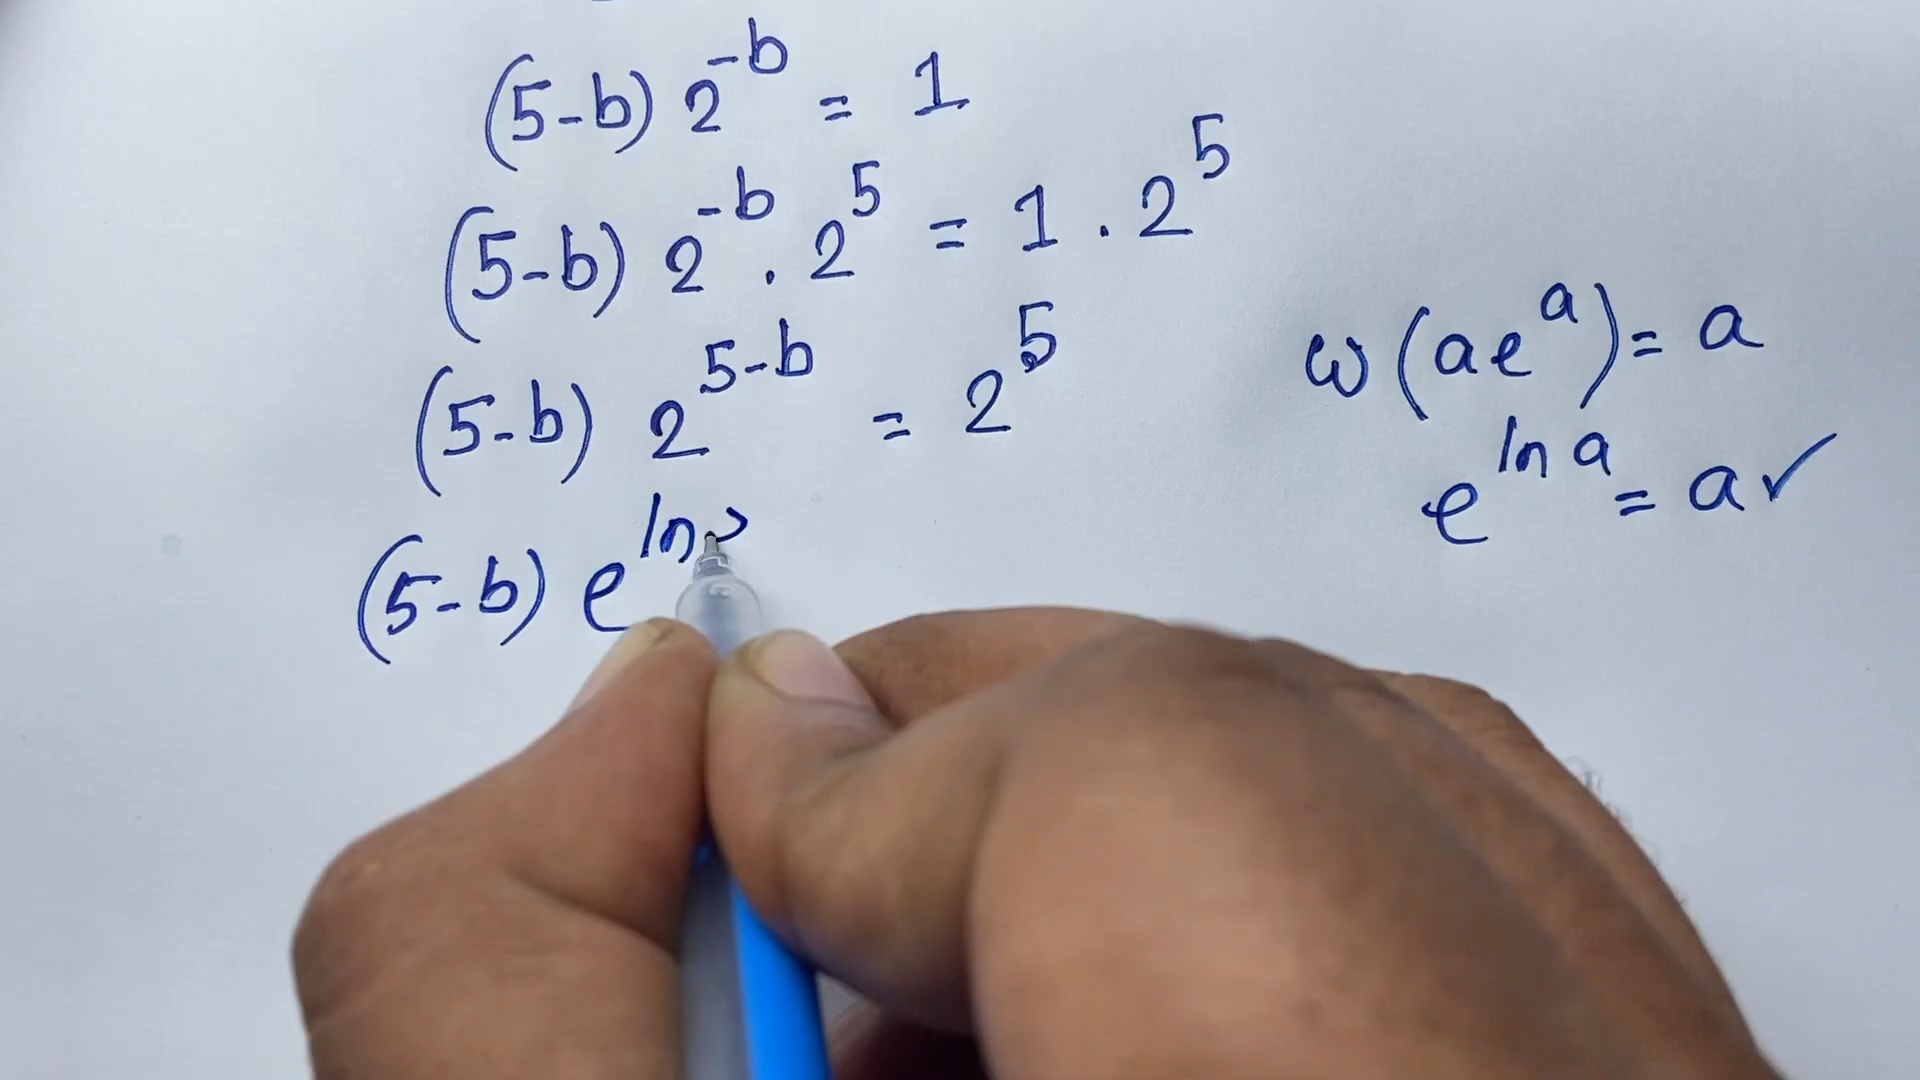 (5-b) 2^{-b} = 1
(5-b) 2^{-b} . 2^5 = 1 . 2^5
(5-b) 2^{5-b} = 2^5
(5-b) e^{ln
W(ae^a) = a
e^{ln a} = a ✓